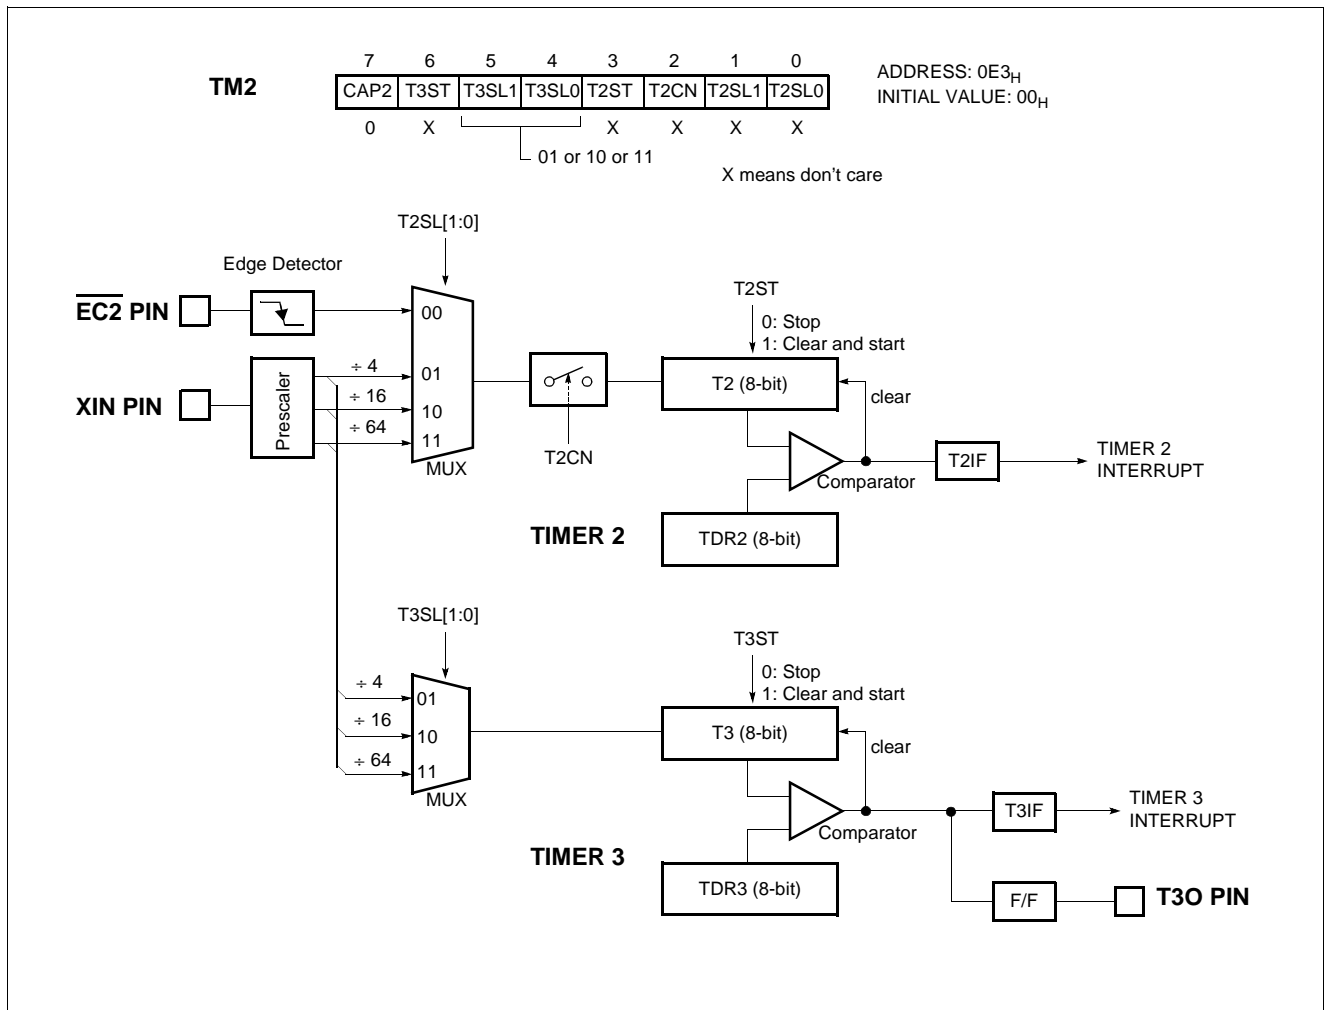 7 6 5 4 3 2 1 0
TM2
CAP2 T3ST T3SL1 T3SL0 T2ST T2CN T2SL1 T2SL0
ADDRESS: 0E3H
INITIAL VALUE: 00H
0 X X X X X
01 or 10 or 11
X means don't care
T2SL[1:0]
Edge Detector
EC2 PIN
00
T2ST
0: Stop
1: Clear and start
XIN PIN
Prescaler
÷ 4
01
÷ 16
10
÷ 64
11
MUX
T2CN
T2 (8-bit)
clear
Comparator
T2IF
TIMER 2
INTERRUPT
TIMER 2
TDR2 (8-bit)
T3SL[1:0]
T3ST
0: Stop
1: Clear and start
÷ 4
01
÷ 16
10
÷ 64
11
MUX
T3 (8-bit)
clear
Comparator
T3IF
TIMER 3
INTERRUPT
TIMER 3
TDR3 (8-bit)
F/F
T3O PIN